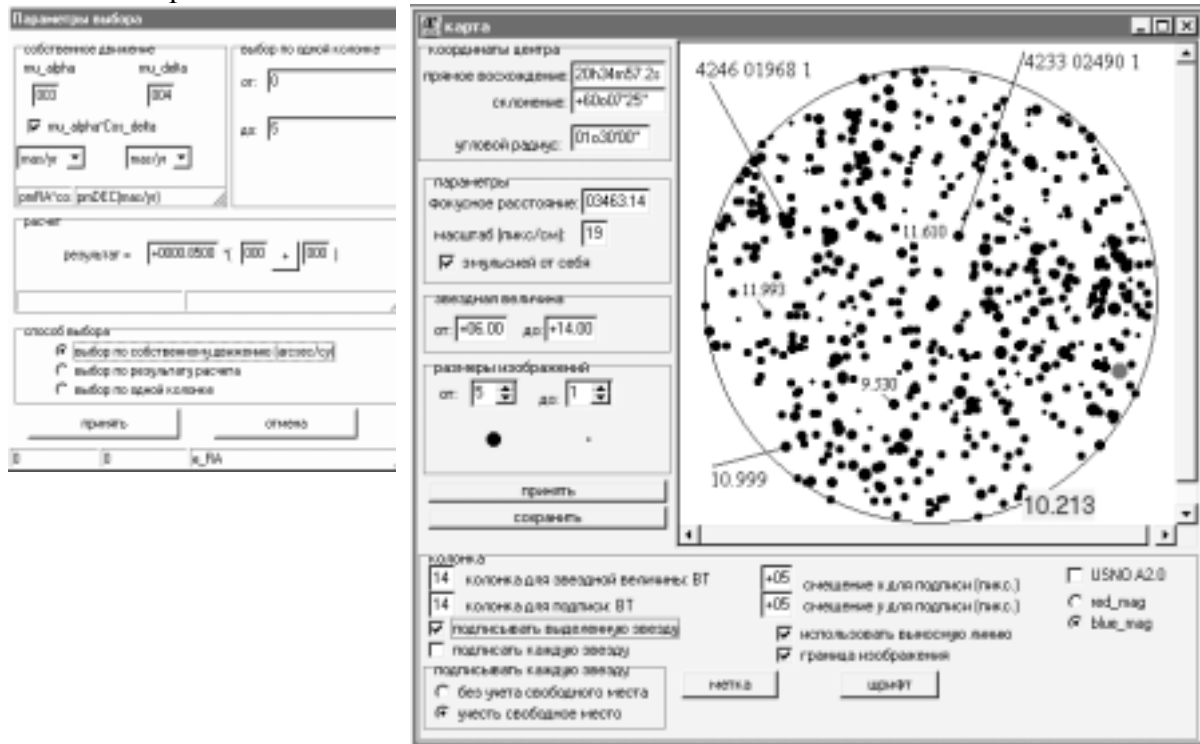 Параметры выбора
собственное движение
mu_alpha mu_delta
003 004
mu_alpha*Cos_delta
mas/yr mas/yr
pmRA*co pmDEC(mas/yr)
выбор по одной колонке
от: 0
до: 5
расчет
результат = +0000.0500 *( 000 + 000 )
способ выбора
выбор по собственному движению (arcsec/cy)
выбор по результату расчета
выбор по одной колонке
принять отмена
0 0 e_RA
карта
координаты центра
прямое восхождение: 20h34m57.2s
склонение: +60o07'25"
угловой радиус: 01o30'00"
параметры
фокусное расстояние: 03463.14
масштаб (пикс/см): 19
эмульсией от себя
звездная величина
от: +06.00 до: +14.00
размеры изображений
от: 5 до: 1
принять
сохранить
4246 01968 1
4233 02490 1
11.610
11.993
9.530
10.999
10.213
колонка
14 колонка для звездной величины: BT
14 колонка для подписи: BT
подписывать выделенную звезду
подписать каждую звезду
подписывать каждую звезду
без учета свободного места
учесть свободное место
+05 смещение x для подписи (пикс.)
+05 смещение y для подписи (пикс.)
использовать выносную линию
граница изображения
метка шрифт
USNO A2.0
red_mag
blue_mag